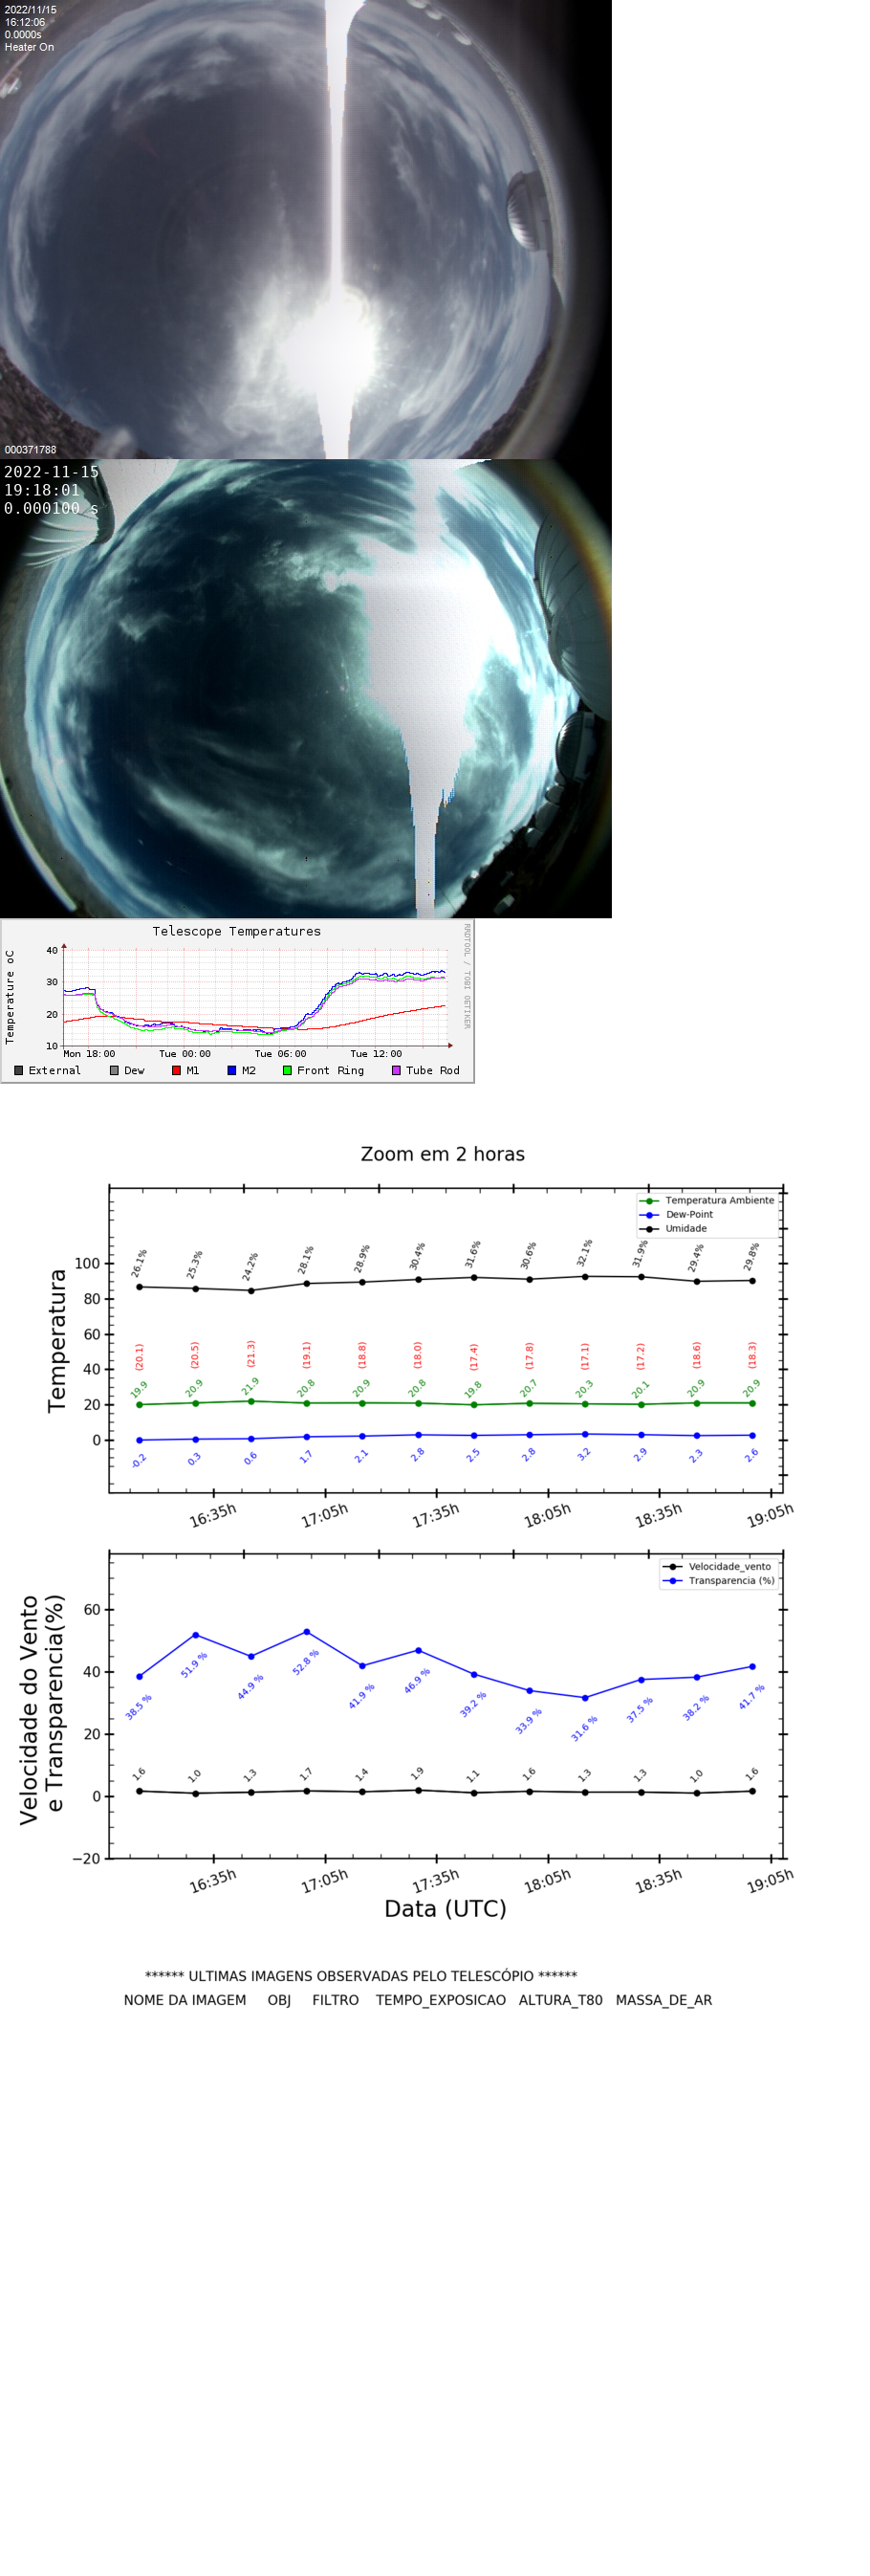 2022/11/15
16:12:06
0.0000s
Heater On
000371788
2022-11-15
19:18:01
0.000100 s
Telescope Temperatures
RRDTOOL / TOBI OETIKER
Temperature oC
40
30
20
10
Mon 18:00 Tue 00:00 Tue 06:00 Tue 12:00
External Dew M1 M2 Front Ring Tube Rod
Zoom em 2 horas
Temperatura Ambiente
Dew-Point
Umidade
Temperatura
100
80
60
40
20
0
26.1% 25.3% 24.2% 28.1% 28.9% 30.4% 31.6% 30.6% 32.1% 31.9% 29.4% 29.8%
(20.1) (20.5) (21.3) (19.1) (18.8) (18.0) (17.4) (17.8) (17.1) (17.2) (18.6) (18.3)
19.9 20.9 21.9 20.8 20.9 20.8 19.8 20.7 20.3 20.1 20.9 20.9
-0.2 0.3 0.6 1.7 2.1 2.8 2.5 2.8 3.2 2.9 2.3 2.6
16:35h 17:05h 17:35h 18:05h 18:35h 19:05h
Velocidade_vento
Transparencia (%)
Velocidade do Vento
e Transparencia(%)
60
40
20
0
−20
38.5 % 51.9 % 44.9 % 52.8 % 41.9 % 46.9 % 39.2 % 33.9 % 31.6 % 37.5 % 38.2 % 41.7 %
1.6 1.0 1.3 1.7 1.4 1.9 1.1 1.6 1.3 1.3 1.0 1.6
16:35h 17:05h 17:35h 18:05h 18:35h 19:05h
Data (UTC)
****** ULTIMAS IMAGENS OBSERVADAS PELO TELESCÓPIO ******
NOME DA IMAGEM OBJ FILTRO TEMPO_EXPOSICAO ALTURA_T80 MASSA_DE_AR